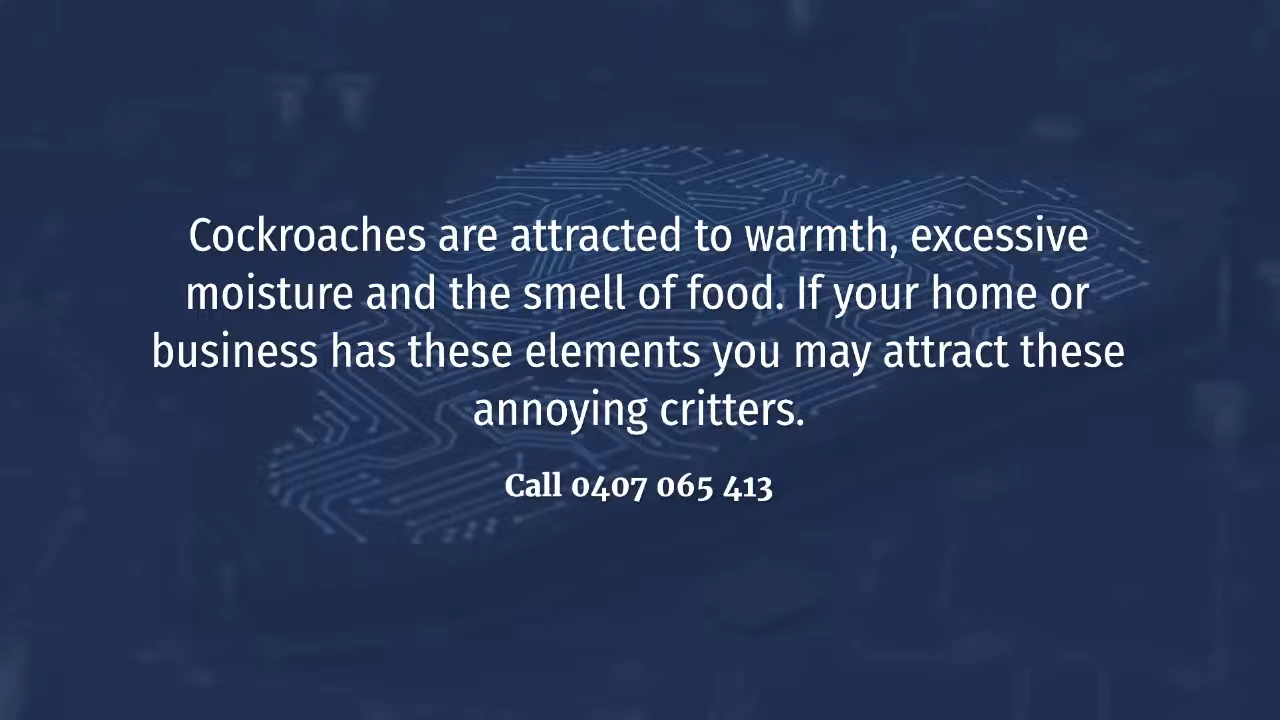 Cockroaches are attracted to warmth, excessive
moisture and the smell of food. If your home or
business has these elements you may attract these
annoying critters.
Call 0407 065 413